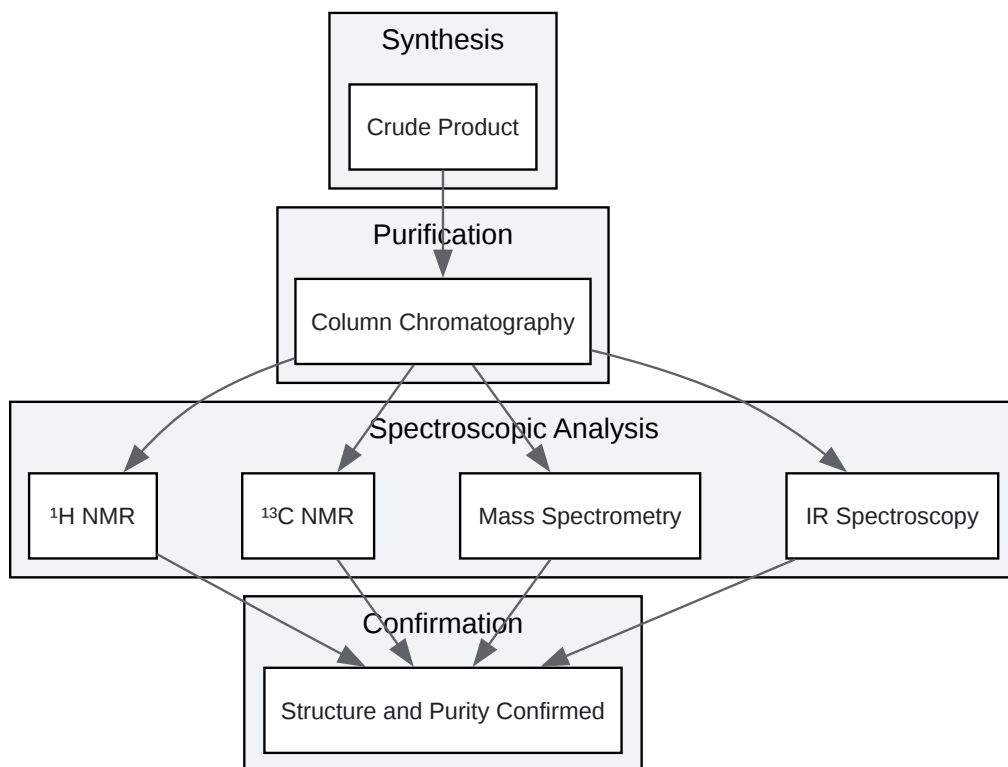 Synthesis
Crude Product
Purification
Column Chromatography
Spectroscopic Analysis
¹H NMR
¹³C NMR
Mass Spectrometry
IR Spectroscopy
Confirmation
Structure and Purity Confirmed